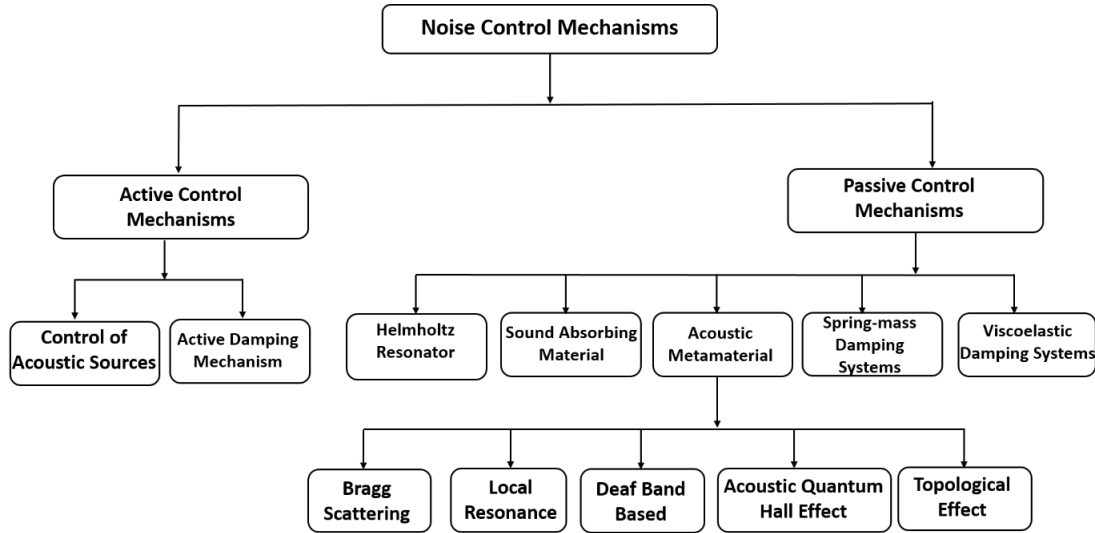 Noise Control Mechanisms
Active Control
Mechanisms
Passive Control
Mechanisms
Control of
Acoustic Sources
Active Damping
Mechanism
Helmholtz
Resonator
Sound Absorbing
Material
Acoustic
Metamaterial
Spring-mass
Damping
Systems
Viscoelastic
Damping Systems
Bragg
Scattering
Local
Resonance
Deaf Band
Based
Acoustic Quantum
Hall Effect
Topological
Effect